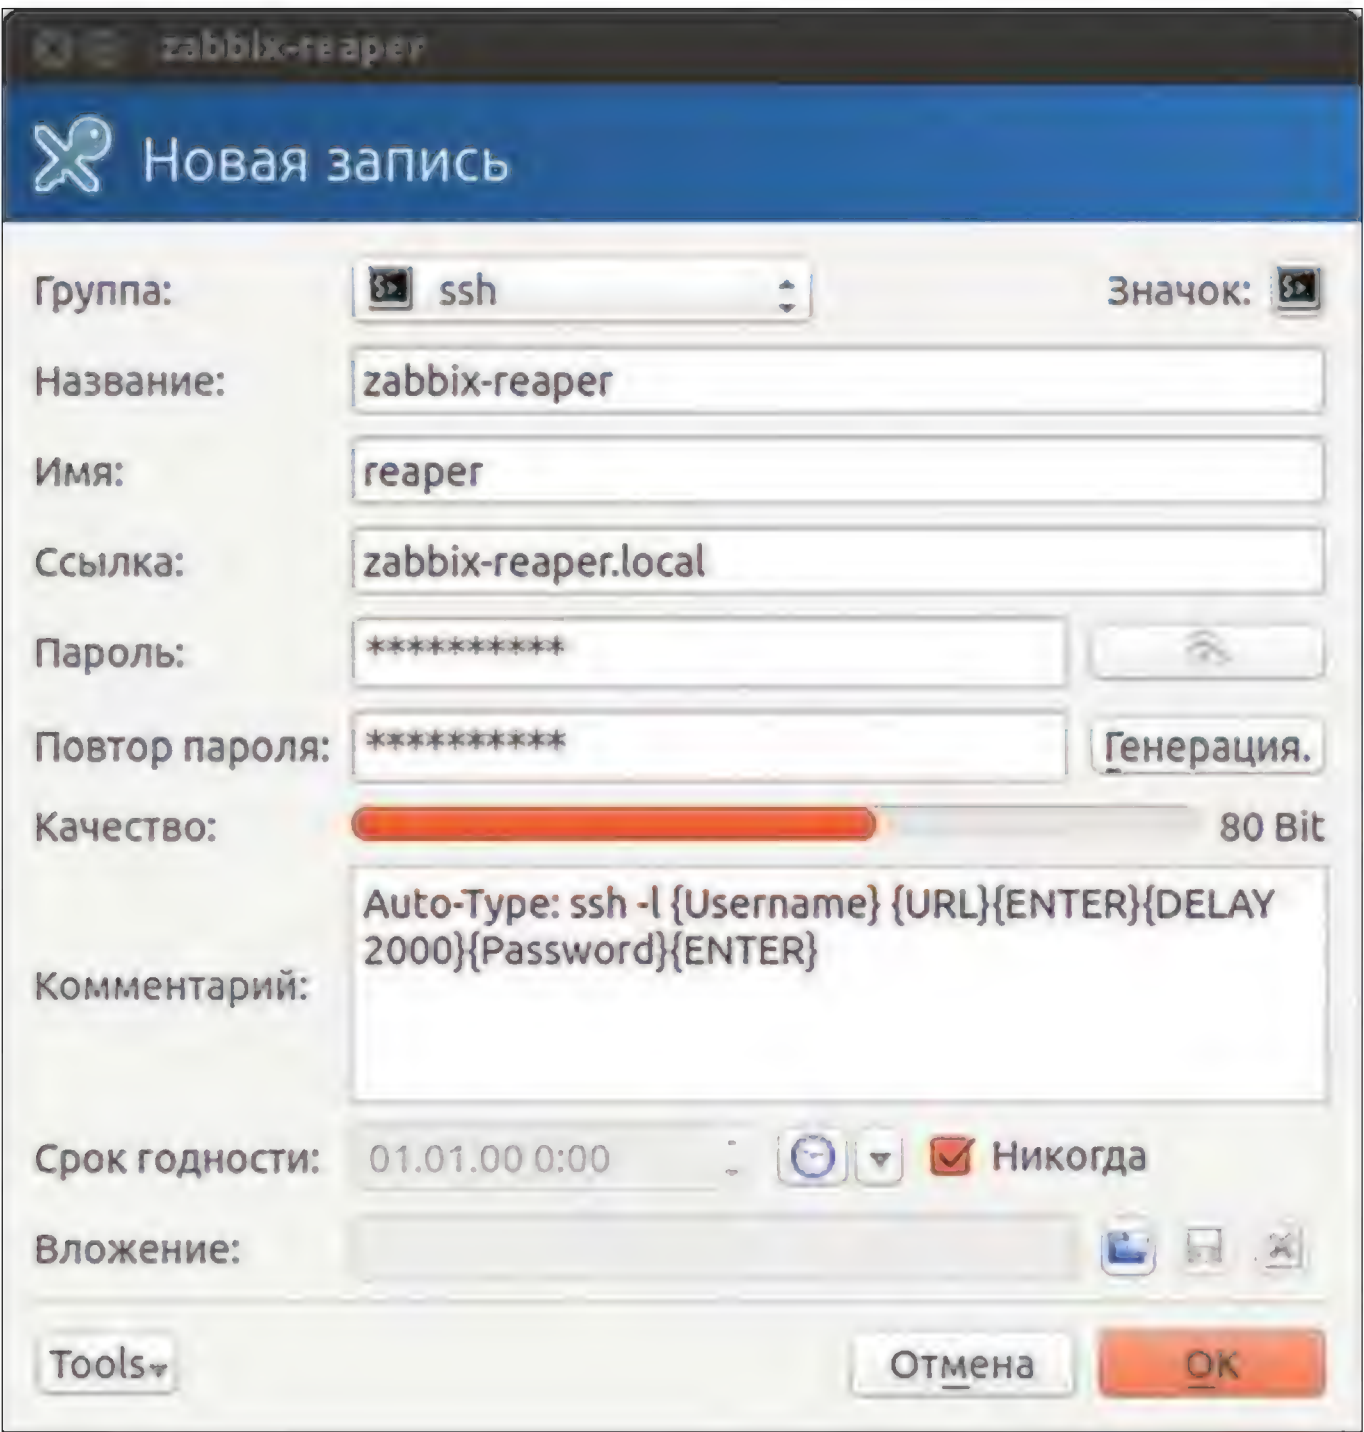 zabbix-reaper
Новая запись
Группа: ssh Значок:
Название: zabbix-reaper
Имя: reaper
Ссылка: zabbix-reaper.local
Пароль: **********
Повтор пароля: ********** Генерация.
Качество: 80 Bit
Auto-Type: ssh -l {Username} {URL}{ENTER}{DELAY
2000}{Password}{ENTER}
Комментарий:
Срок годности: 01.01.00 0:00 Никогда
Вложение:
Tools Отмена OK